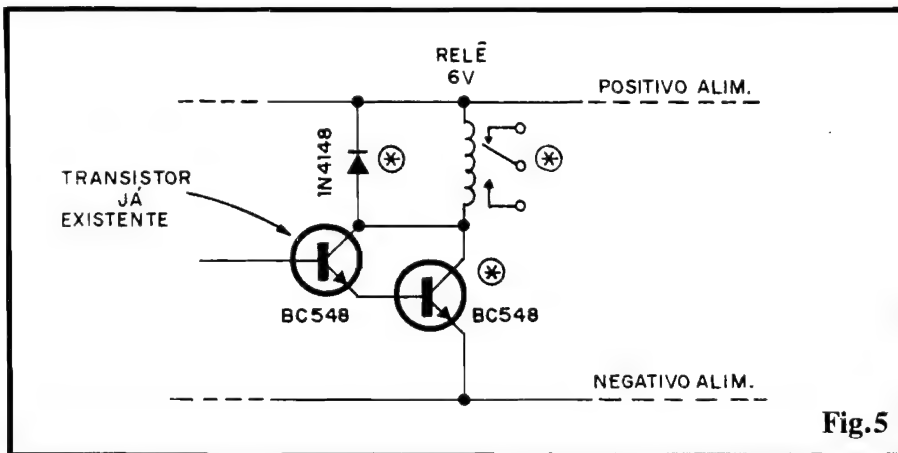 RELÊ
6V
POSITIVO ALIM.
1N4148
TRANSISTOR
JÁ
EXISTENTE
BC548
BC548
NEGATIVO ALIM.
Fig.5